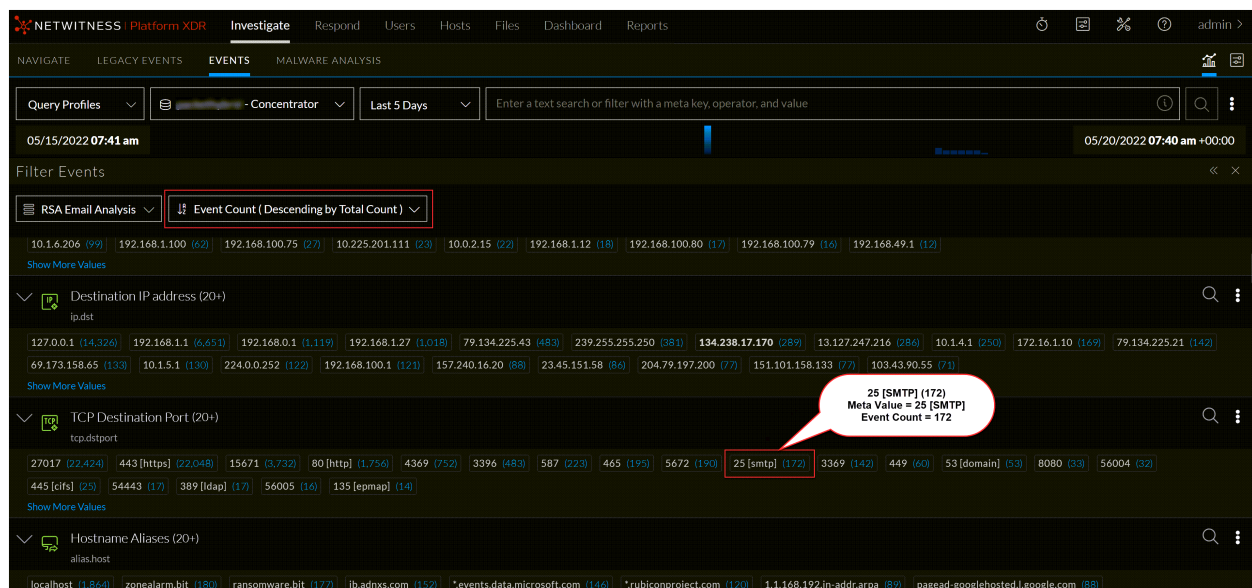 NETWITNESS Platform XDR Investigate Respond Users Hosts Files Dashboard Reports admin >
NAVIGATE LEGACY EVENTS EVENTS MALWARE ANALYSIS
Query Profiles - Concentrator Last 5 Days Enter a text search or filter with a meta key, operator, and value
05/15/2022 07:41 am 05/20/2022 07:40 am +00:00
Filter Events
RSA Email Analysis Event Count ( Descending by Total Count )
10.1.6.206 (99) 192.168.1.100 (62) 192.168.100.75 (27) 10.225.201.111 (23) 10.0.2.15 (22) 192.168.1.12 (18) 192.168.100.80 (17) 192.168.100.79 (16) 192.168.49.1 (12)
Show More Values
Destination IP address (20+)
ip.dst
127.0.0.1 (14,326) 192.168.1.1 (6,651) 192.168.0.1 (1,119) 192.168.1.27 (1,018) 79.134.225.43 (483) 239.255.255.250 (381) 134.238.17.170 (289) 13.127.247.216 (286) 10.1.4.1 (250) 172.16.1.10 (169) 79.134.225.21 (142)
69.173.158.65 (133) 10.1.5.1 (130) 224.0.0.252 (122) 192.168.100.1 (121) 157.240.16.20 (88) 23.45.151.58 (86) 204.79.197.200 (77) 151.101.158.133 (77) 103.43.90.55 (71)
Show More Values
25 [SMTP] (172)
Meta Value = 25 [SMTP]
Event Count = 172
TCP Destination Port (20+)
tcp.dstport
27017 (22,424) 443 [https] (22,048) 15671 (3,732) 80 [http] (1,756) 4369 (752) 3396 (483) 587 (223) 465 (195) 5672 (190) 25 [smtp] (172) 3369 (142) 449 (60) 53 [domain] (53) 8080 (33) 56004 (32)
445 [cifs] (25) 54443 (17) 389 [ldap] (17) 56005 (16) 135 [epmap] (14)
Show More Values
Hostname Aliases (20+)
alias.host
localhost (1,864) zonealarm.bit (180) ransomware.bit (177) ib.adnxs.com (152) *.events.data.microsoft.com (146) *.rubiconproject.com (120) 1.1.168.192.in-addr.arpa (89) pagead-googlehosted.l.google.com (88)